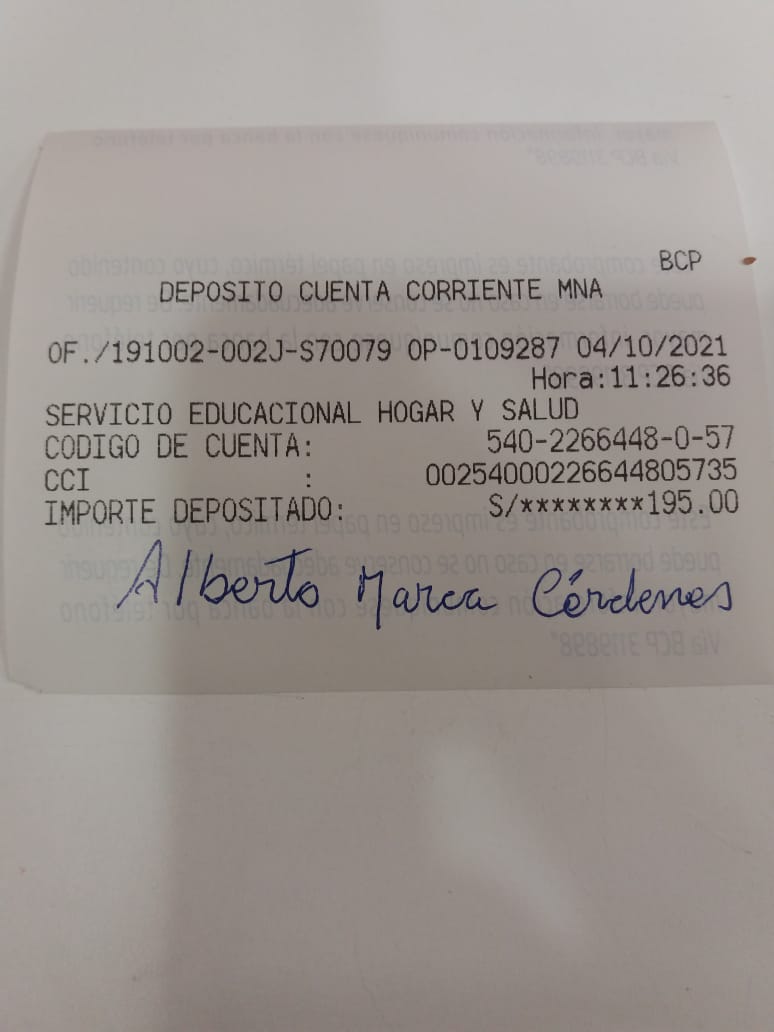 BCP
DEPOSITO CUENTA CORRIENTE MNA
OF./191002-002J-S70079 OP-0109287 04/10/2021
Hora:11:26:36
SERVICIO EDUCACIONAL HOGAR Y SALUD
CODIGO DE CUENTA: 540-2266448-0-57
CCI : 00254000226644805735
IMPORTE DEPOSITADO: S/********195.00
Alberto Marca Cárdenas